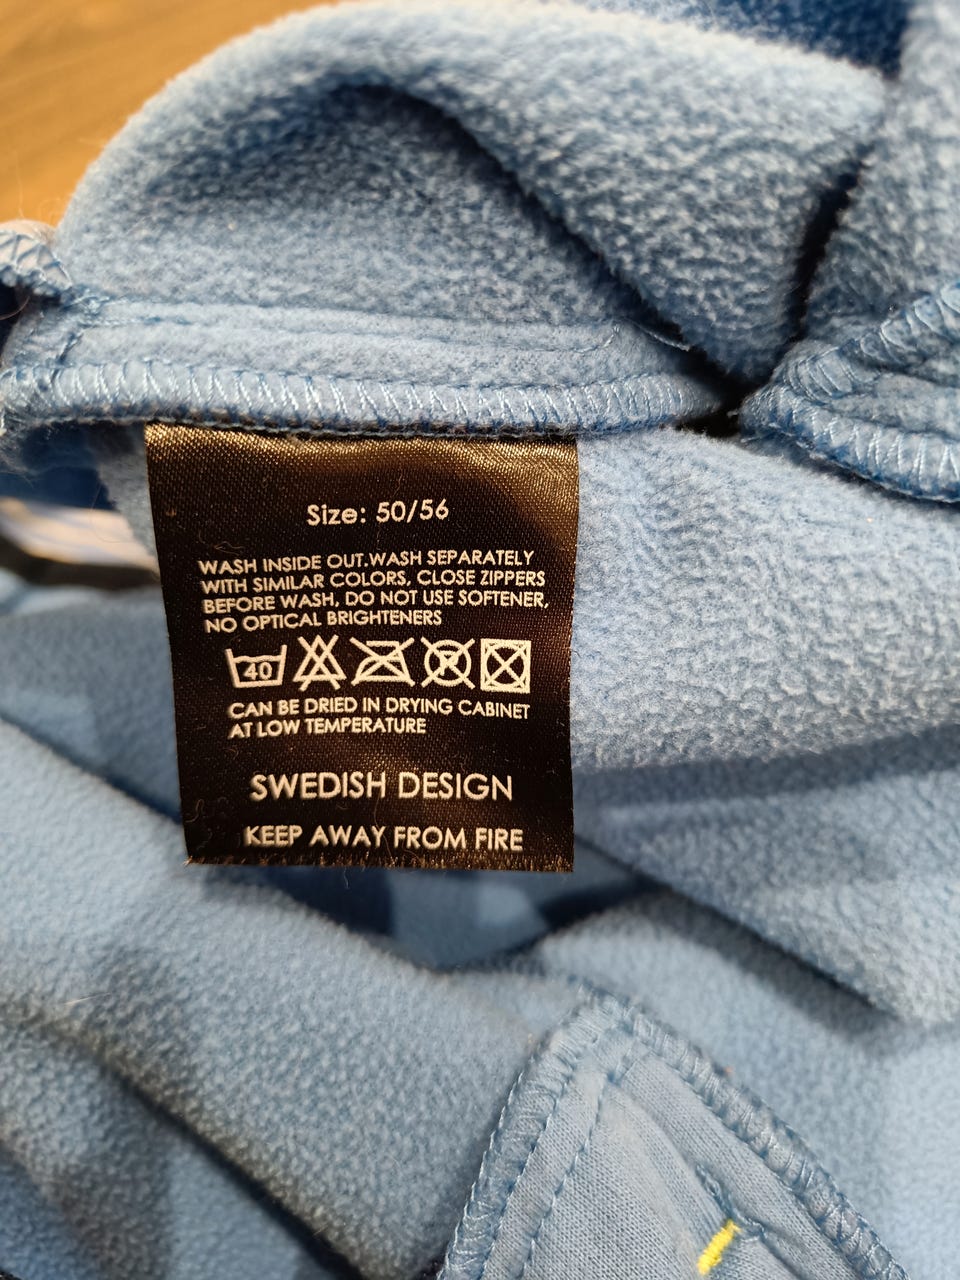 Size: 50/56
WASH INSIDE OUT.WASH SEPARATELY
WITH SIMILAR COLORS, CLOSE ZIPPERS
BEFORE WASH, DO NOT USE SOFTENER,
NO OPTICAL BRIGHTENERS
40
CAN BE DRIED IN DRYING CABINET
AT LOW TEMPERATURE
SWEDISH DESIGN
KEEP AWAY FROM FIRE